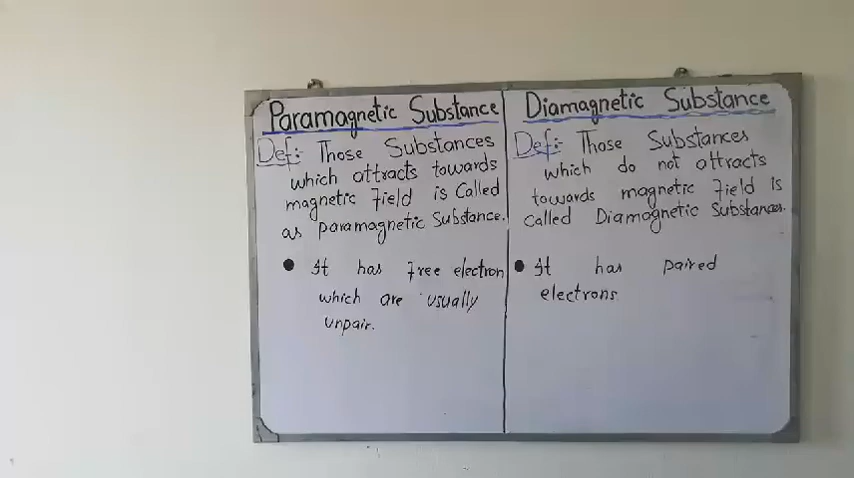 Paramagnetic Substance
Def:- Those Substances
which attracts towards
magnetic Field is Called
as paramagnetic Substance.
• It has Free electron
which are usually
unpair.
Diamagnetic Substance
Def:- Those Substances
which do not attracts
towards magnetic Field is
called Diamagnetic Substances.
• It has paired
electrons.